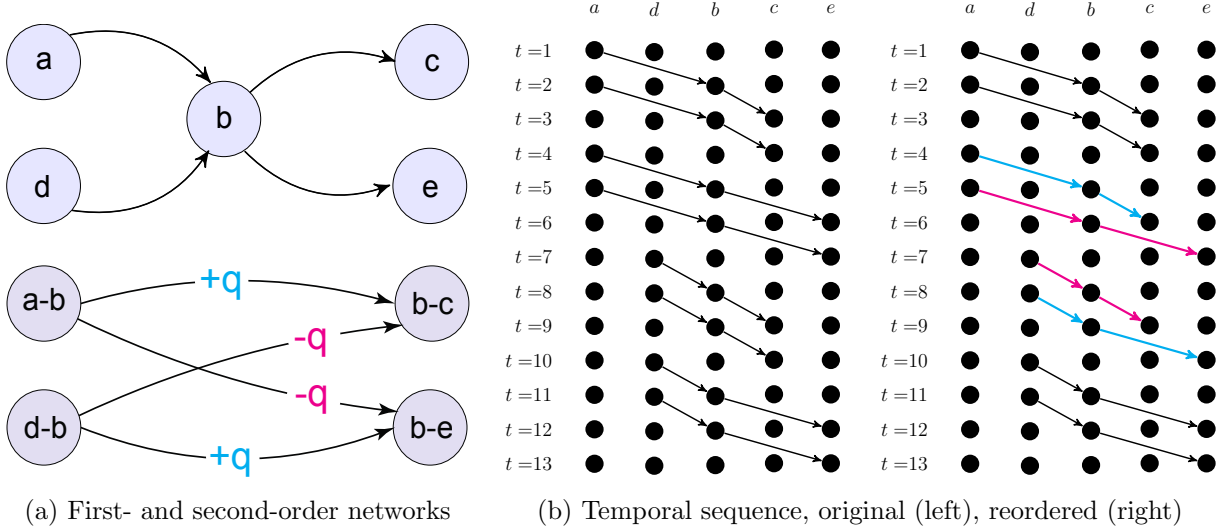 a
c
b
d
e
a-b
+q
b-c
-q
-q
d-b
+q
b-e
(a) First- and second-order networks
a d b c e
t =1
t =2
t =3
t =4
t =5
t =6
t =7
t =8
t =9
t =10
t =11
t =12
t =13
a d b c e
t =1
t =2
t =3
t =4
t =5
t =6
t =7
t =8
t =9
t =10
t =11
t =12
t =13
(b) Temporal sequence, original (left), reordered (right)